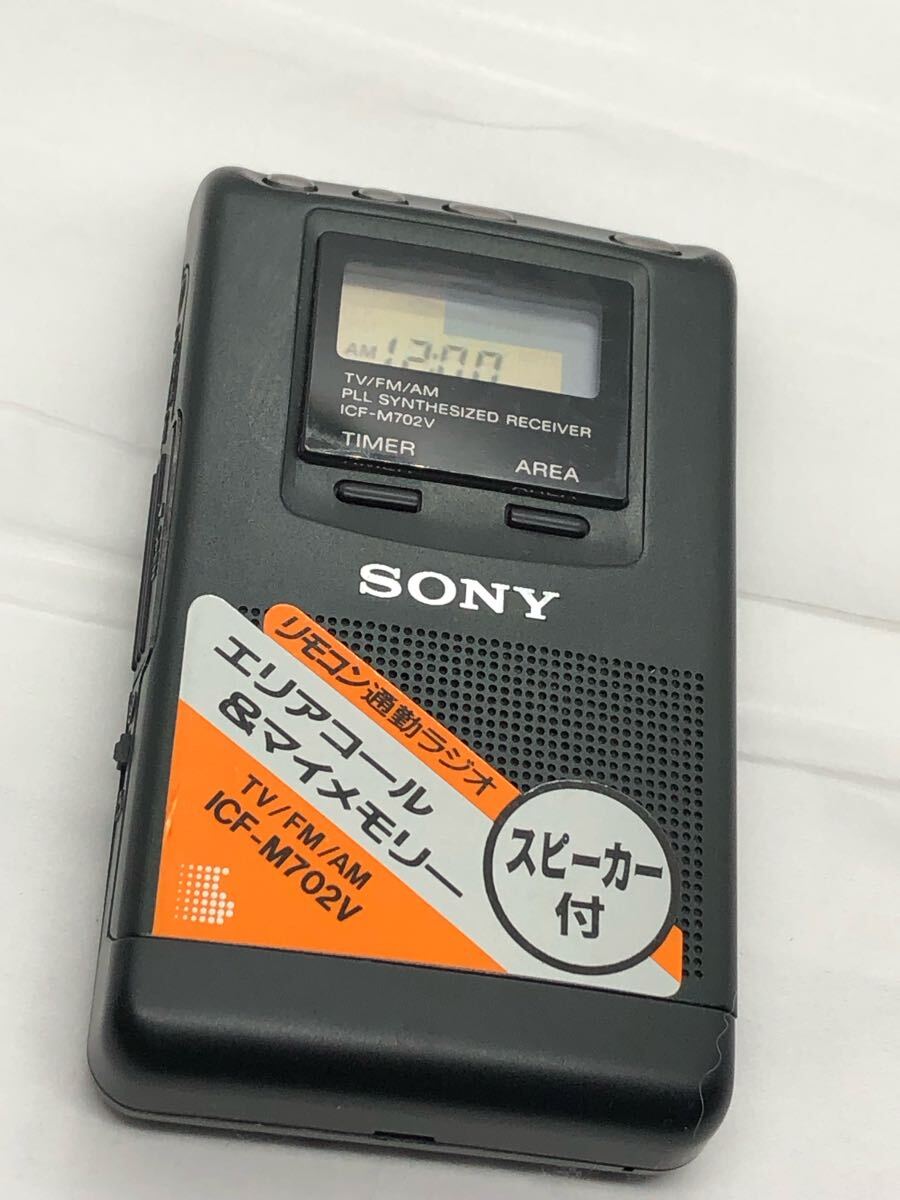 AM 12:00
TV/FM/AM
PLL SYNTHESIZED RECEIVER
ICF-M702V
TIMER
AREA
SONY
リモコン通勤ラジオ
エリアコール
&マイメモリー
TV/FM/AM
ICF-M702V
スピーカー
付